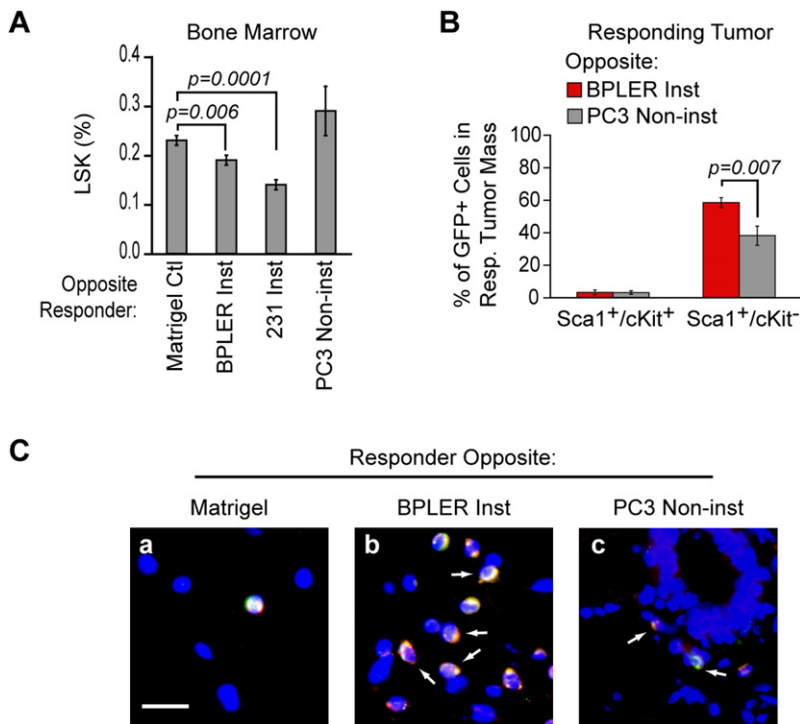 A
Bone Marrow
LSK (%)
0.4
0.3
0.2
0.1
0.0
p=0.0001
p=0.006
Opposite
Responder:
Matrigel Ctl
BPLER Inst
231 Inst
PC3 Non-inst
B
Responding Tumor
Opposite:
BPLER Inst
PC3 Non-inst
% of GFP+ Cells in
Resp. Tumor Mass
100
80
60
40
20
0
p=0.007
Sca1⁺/cKit⁺
Sca1⁺/cKit⁻
C
Responder Opposite:
Matrigel
BPLER Inst
PC3 Non-inst
a
b
c